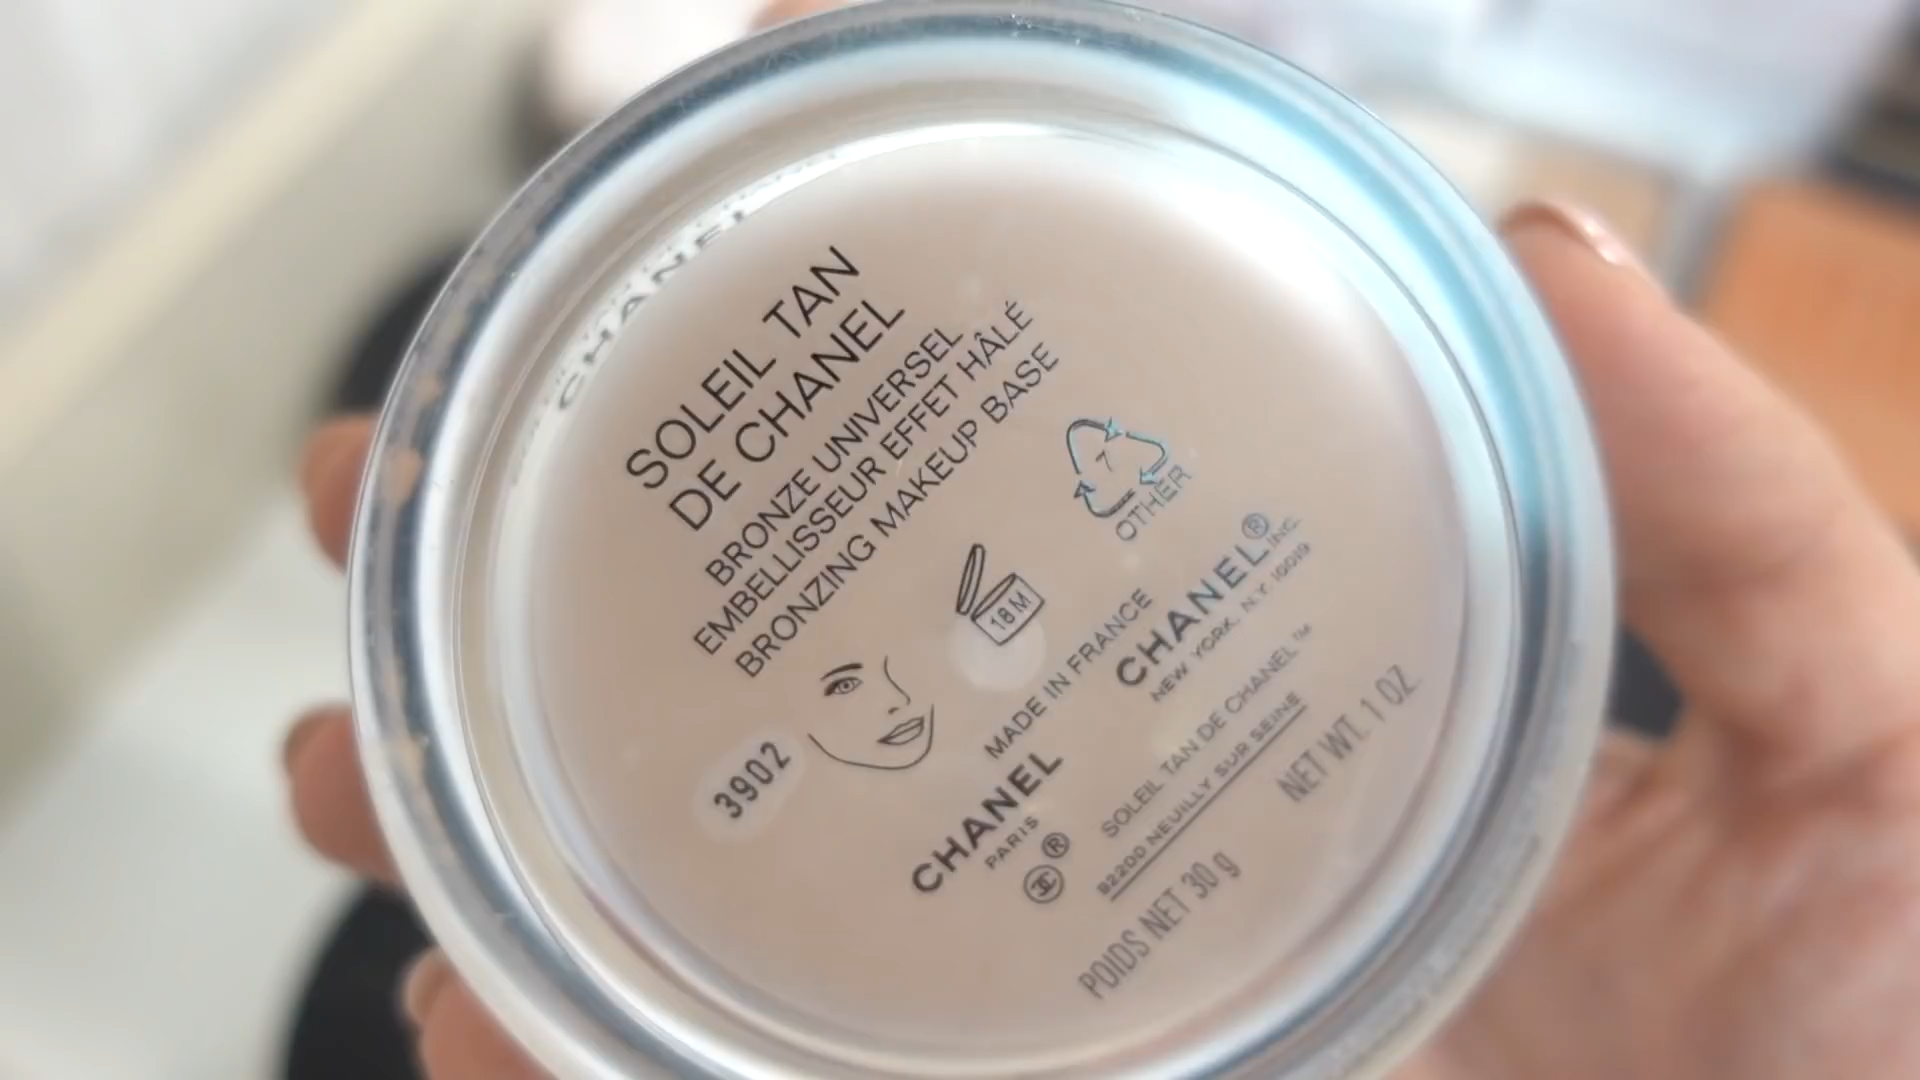 CHANEL
SOLEIL TAN
DE CHANEL
BRONZE UNIVERSEL
EMBELLISSEUR EFFET HÂLÉ
BRONZING MAKEUP BASE
7
OTHER
18M
3902
MADE IN FRANCE
CHANEL
PARIS
CHANEL® INC.
NEW YORK, N.Y. 10019
®
SOLEIL TAN DE CHANEL™
92200 NEUILLY SUR SEINE
POIDS NET 30 g
NET WT. 1 OZ.